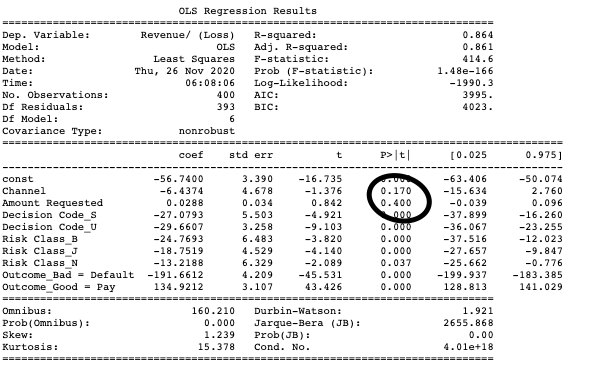 OLS Regression Results
Dep. Variable: Revenue/ (Loss) R-squared: 0.864
Model: OLS Adj. R-squared: 0.861
Method: Least Squares F-statistic: 414.6
Date: Thu, 26 Nov 2020 Prob (F-statistic): 1.48e-166
Time: 06:08:06 Log-Likelihood: -1990.3
No. Observations: 400 AIC: 3995.
Df Residuals: 393 BIC: 4023.
Df Model: 6
Covariance Type: nonrobust
coef std err t P>|t| [0.025 0.975]
const -56.7400 3.390 -16.735 0.000 -63.406 -50.074
Channel -6.4374 4.678 -1.376 0.170 -15.634 2.760
Amount Requested 0.0288 0.034 0.842 0.400 -0.039 0.096
Decision Code_S -27.0793 5.503 -4.921 0.000 -37.899 -16.260
Decision Code_U -29.6607 3.258 -9.103 0.000 -36.067 -23.255
Risk Class_B -24.7693 6.483 -3.820 0.000 -37.516 -12.023
Risk Class_J -18.7519 4.529 -4.140 0.000 -27.657 -9.847
Risk Class_N -13.2188 6.329 -2.089 0.037 -25.662 -0.776
Outcome_Bad = Default -191.6612 4.209 -45.531 0.000 -199.937 -183.385
Outcome_Good = Pay 134.9212 3.107 43.426 0.000 128.813 141.029
Omnibus: 160.210 Durbin-Watson: 1.921
Prob(Omnibus): 0.000 Jarque-Bera (JB): 2655.868
Skew: 1.239 Prob(JB): 0.00
Kurtosis: 15.378 Cond. No. 4.01e+18